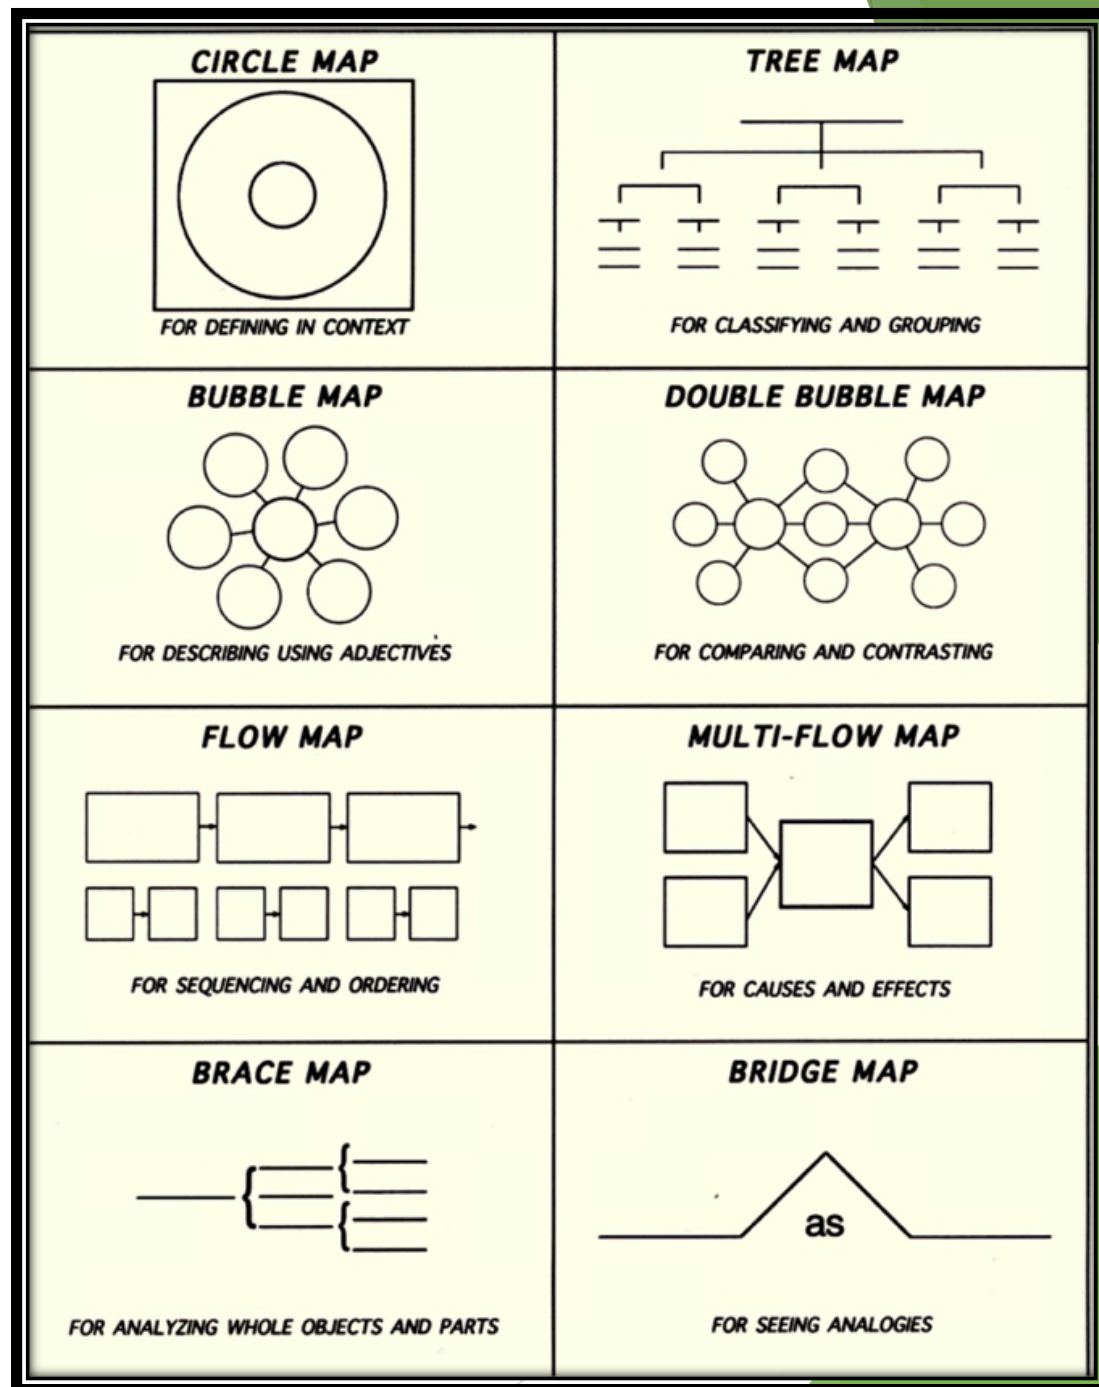 CIRCLE MAP
FOR DEFINING IN CONTEXT
TREE MAP
FOR CLASSIFYING AND GROUPING
BUBBLE MAP
FOR DESCRIBING USING ADJECTIVES
DOUBLE BUBBLE MAP
FOR COMPARING AND CONTRASTING
FLOW MAP
FOR SEQUENCING AND ORDERING
MULTI-FLOW MAP
FOR CAUSES AND EFFECTS
BRACE MAP
FOR ANALYZING WHOLE OBJECTS AND PARTS
BRIDGE MAP
as
FOR SEEING ANALOGIES